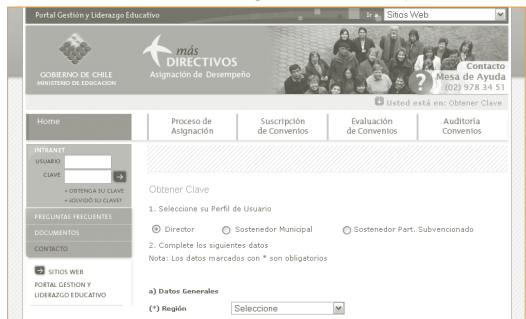 Portal Gestión y Liderazgo Educativo
Ir a Sitios Web
más
DIRECTIVOS
Asignación de Desempeño
GOBIERNO DE CHILE
MINISTERIO DE EDUCACION
Contacto
Mesa de Ayuda
(02) 978 34 51
?
Usted está en: Obtener Clave
Home
Proceso de
Asignación
Suscripción
de Convenios
Evaluación
de Convenios
Auditoría
Convenios
INTRANET
USUARIO
CLAVE
+ OBTENGA SU CLAVE
+ ¿OLVIDÓ SU CLAVE?
PREGUNTAS FRECUENTES
DOCUMENTOS
CONTACTO
SITIOS WEB
PORTAL GESTION Y
LIDERAZGO EDUCATIVO
Obtener Clave
1. Seleccione su Perfil de Usuario
Director
Sostenedor Municipal
Sostenedor Part. Subvencionado
2. Complete los siguientes datos
Nota: Los datos marcados con * son obligatorios
a) Datos Generales
(*) Región
Seleccione